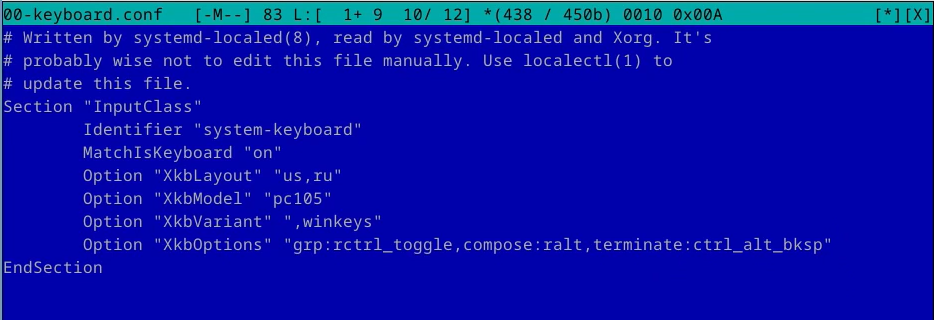 00-keyboard.conf [-M--] 83 L:[ 1+ 9 10/ 12] *(438 / 450b) 0010 0x00A [*][X]
# Written by systemd-localed(8), read by systemd-localed and Xorg. It's
# probably wise not to edit this file manually. Use localectl(1) to
# update this file.
Section "InputClass"
        Identifier "system-keyboard"
        MatchIsKeyboard "on"
        Option "XkbLayout" "us,ru"
        Option "XkbModel" "pc105"
        Option "XkbVariant" ",winkeys"
        Option "XkbOptions" "grp:rctrl_toggle,compose:ralt,terminate:ctrl_alt_bksp"
EndSection